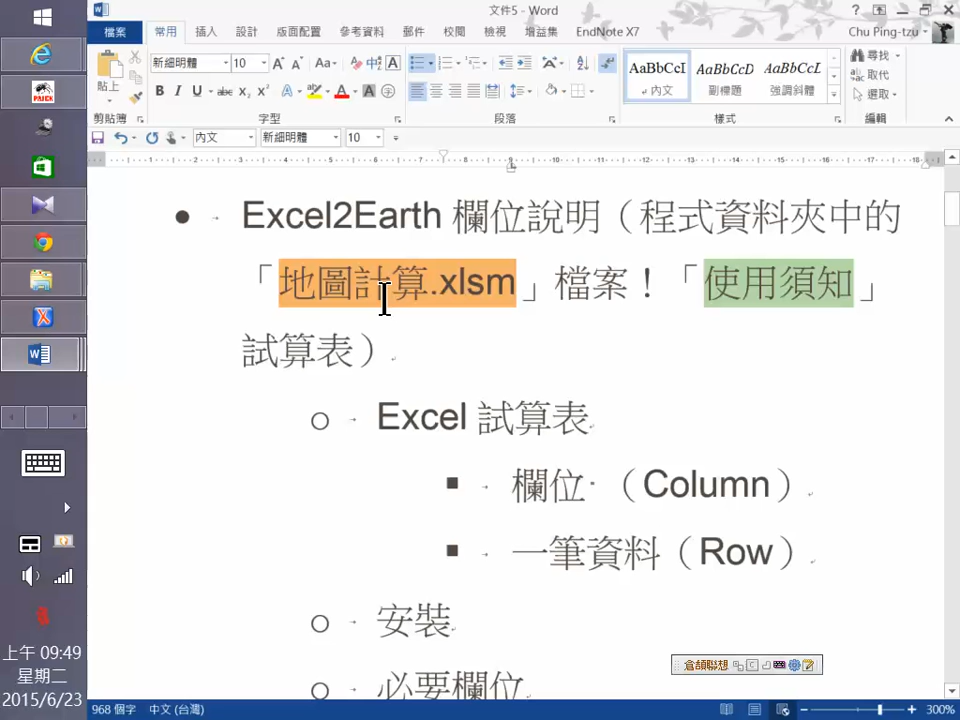 文件5 - Word
檔案 常用 插入 設計 版面配置 參考資料 郵件 校閱 檢視 增益集 EndNote X7 Chu Ping-tzu
貼上
剪貼簿
新細明體 10
字型
段落
AaBbCcI AaBbCcD AaBbCcD
↵內文 副標題 強調斜體
樣式
尋找
取代
選取
編輯
內文 新細明體 10
Excel2Earth 欄位說明（程式資料夾中的
「地圖計算.xlsm」檔案！「使用須知」
試算表）
Excel 試算表
欄位（Column）
一筆資料（Row）
安裝
必要欄位
倉頡聯想
上午 09:49
星期二
2015/6/23
968 個字 中文 (台灣) 300%